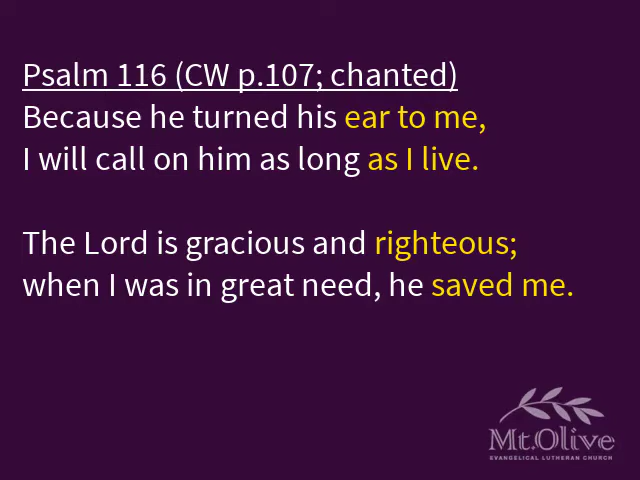 Psalm 116 (CW p.107; chanted)
Because he turned his ear to me,
I will call on him as long as I live.
The Lord is gracious and righteous;
when I was in great need, he saved me.
Mt.Olive
EVANGELICAL LUTHERAN CHURCH